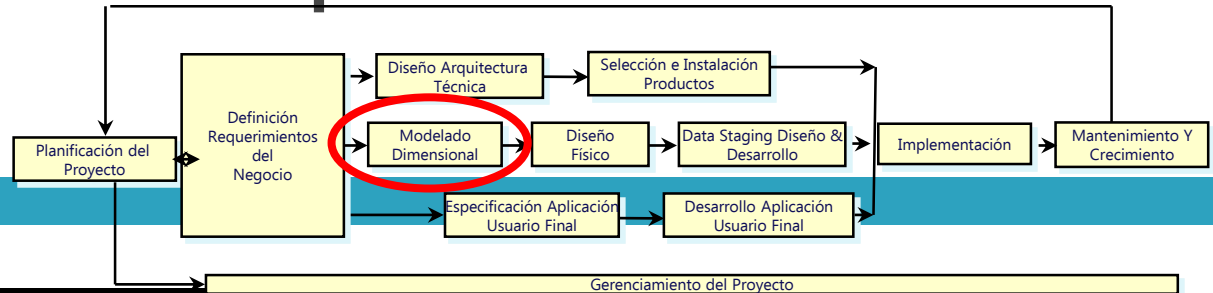 Planificación del
Proyecto
Definición
Requerimientos
del
Negocio
Diseño Arquitectura
Técnica
Selección e Instalación
Productos
Modelado
Dimensional
Diseño
Físico
Data Staging Diseño &
Desarrollo
Especificación Aplicación
Usuario Final
Desarrollo Aplicación
Usuario Final
Implementación
Mantenimiento Y
Crecimiento
Gerenciamiento del Proyecto